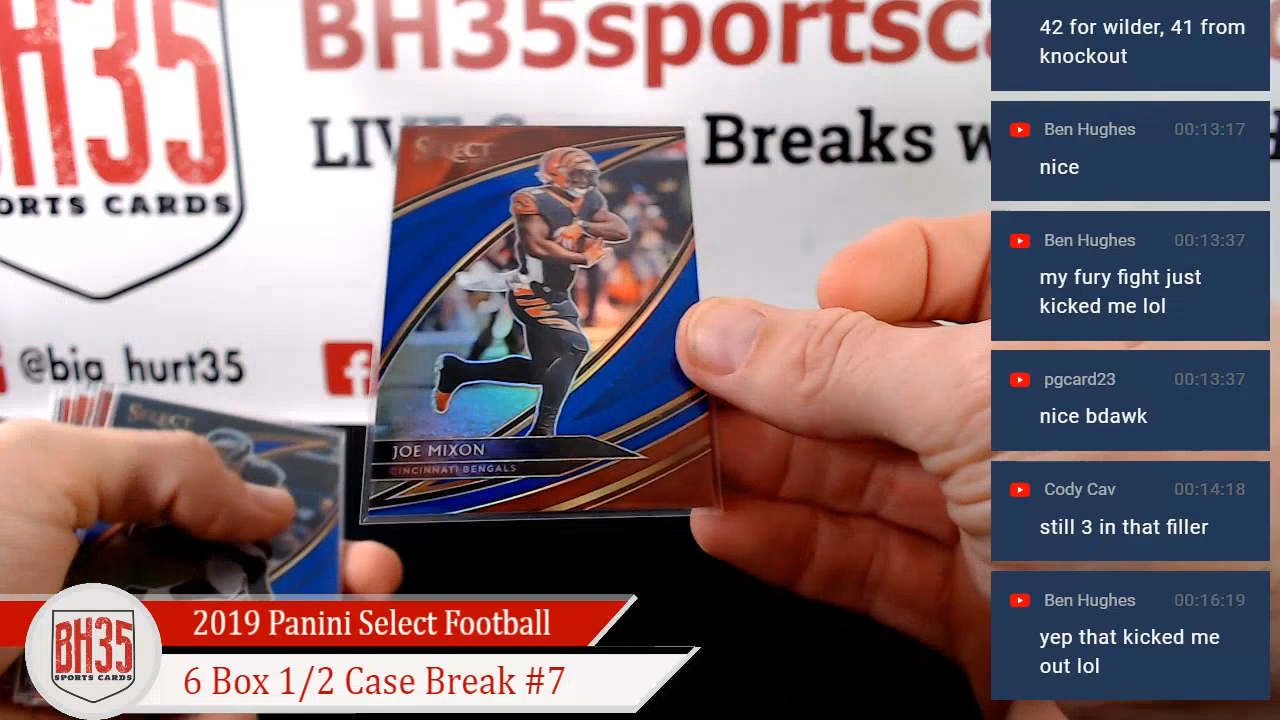 BH35sportsc
LIV
Breaks w
BH35
ORTS CARDS
@big_hurt35
SELECT
JOE MIXON
CINCINNATI BENGALS
SELECT
BH35
SPORTS CARDS
2019 Panini Select Football
6 Box 1/2 Case Break #7
42 for wilder, 41 from
knockout
Ben Hughes 00:13:17
nice
Ben Hughes 00:13:37
my fury fight just
kicked me lol
pgcard23 00:13:37
nice bdawk
Cody Cav 00:14:18
still 3 in that filler
Ben Hughes 00:16:19
yep that kicked me
out lol